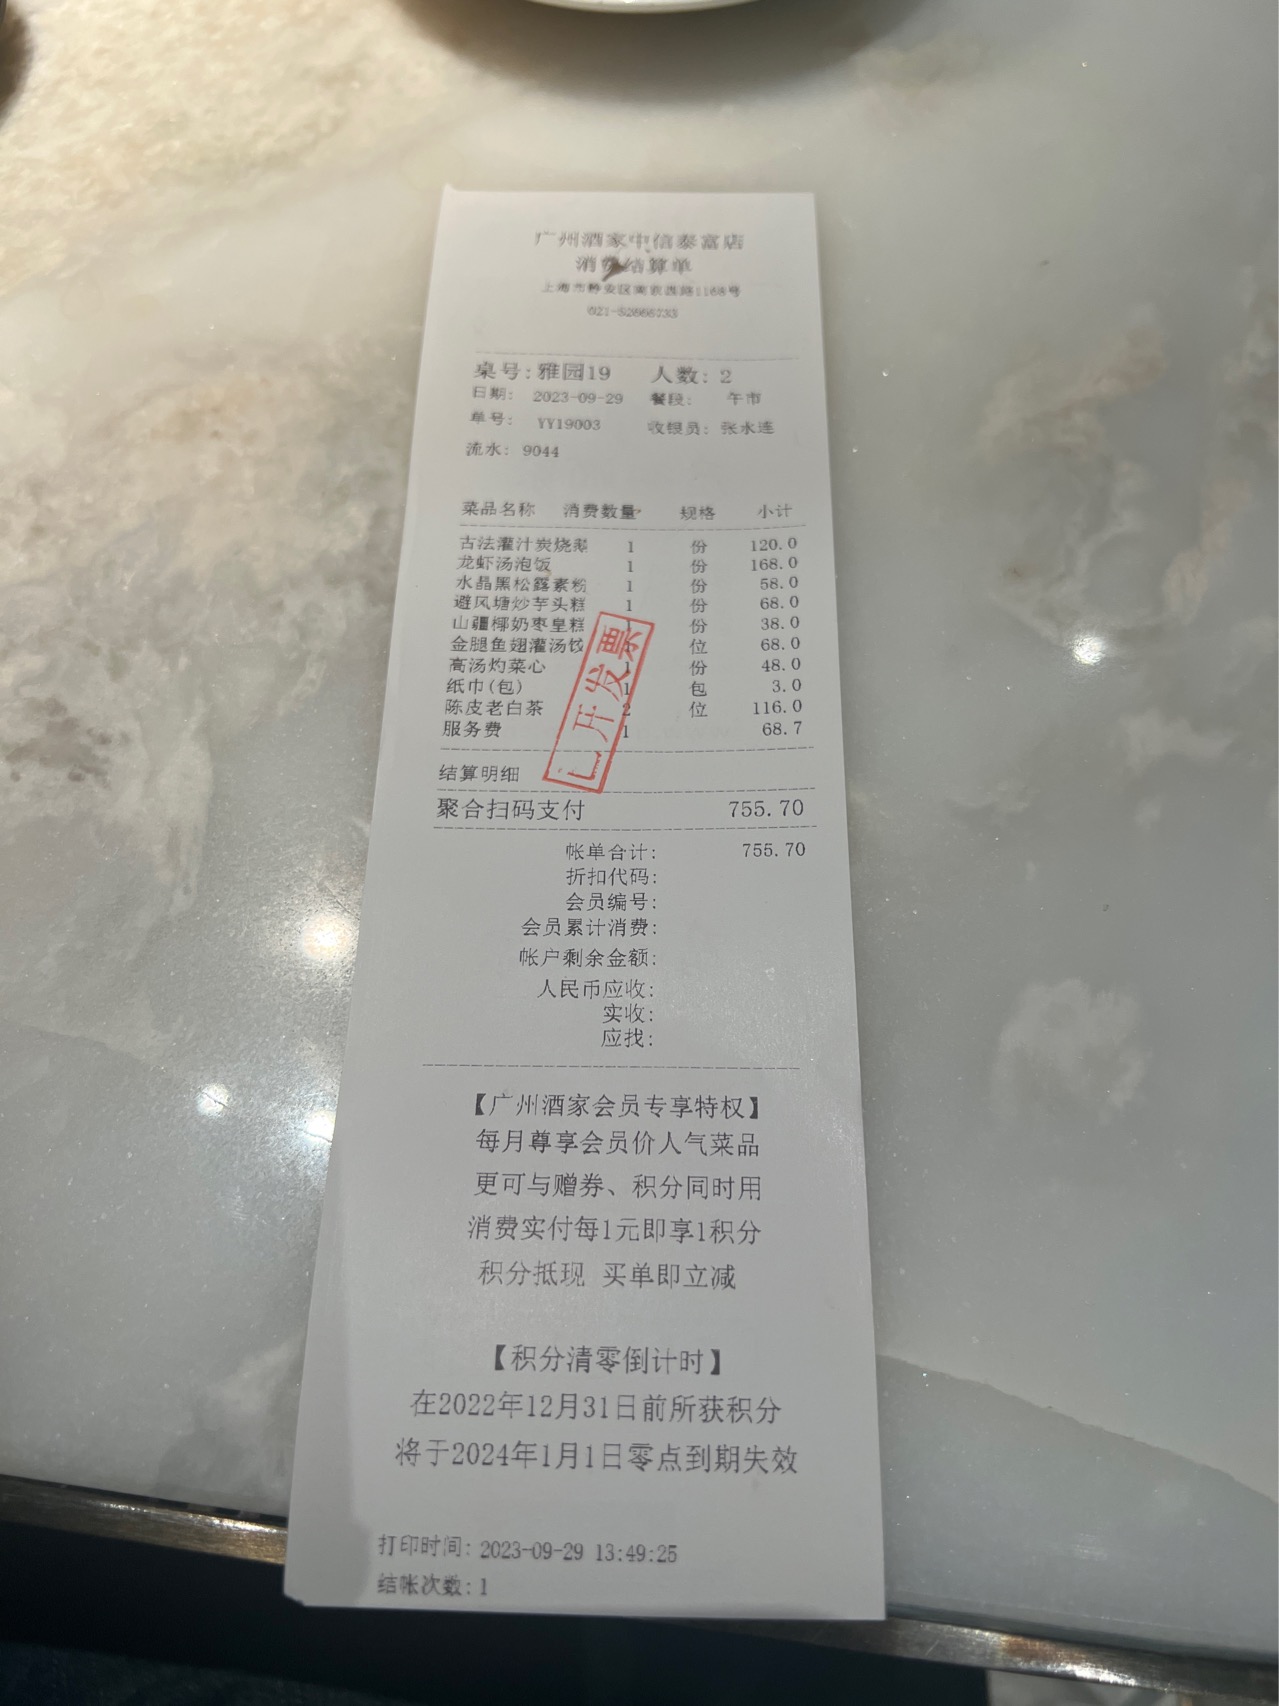 广州酒家中信泰富店
消费结算单
上海市静安区南京西路1168号
桌号:雅园19 人数:2
日期: 2023-09-29 餐段: 午市
单号: YY19003 收银员: 张水连
流水: 9044
菜品名称 消费数量 规格 小计
古法灌汁炭烧 1 份 120.0
龙虾汤泡饭 1 份 168.0
水晶黑松露素粉 1 份 58.0
避风塘炒芋头糕 1 份 68.0
山疆椰奶枣皇糕 份 38.0
金腿鱼翅灌汤饺 位 68.0
高汤灼菜心 1 份 48.0
纸巾(包) 1 包 3.0
陈皮老白茶 2 位 116.0
服务费 1 68.7
已开发票
结算明细
聚合扫码支付 755.70
帐单合计: 755.70
折扣代码:
会员编号:
会员累计消费:
帐户剩余金额:
人民币应收:
实收:
应找:
【广州酒家会员专享特权】
每月尊享会员价人气菜品
更可与赠券、积分同时用
消费实付每1元即享1积分
积分抵现 买单即立减
【积分清零倒计时】
在2022年12月31日前所获积分
将于2024年1月1日零点到期失效
打印时间: 2023-09-29 13:49:25
结帐次数:1